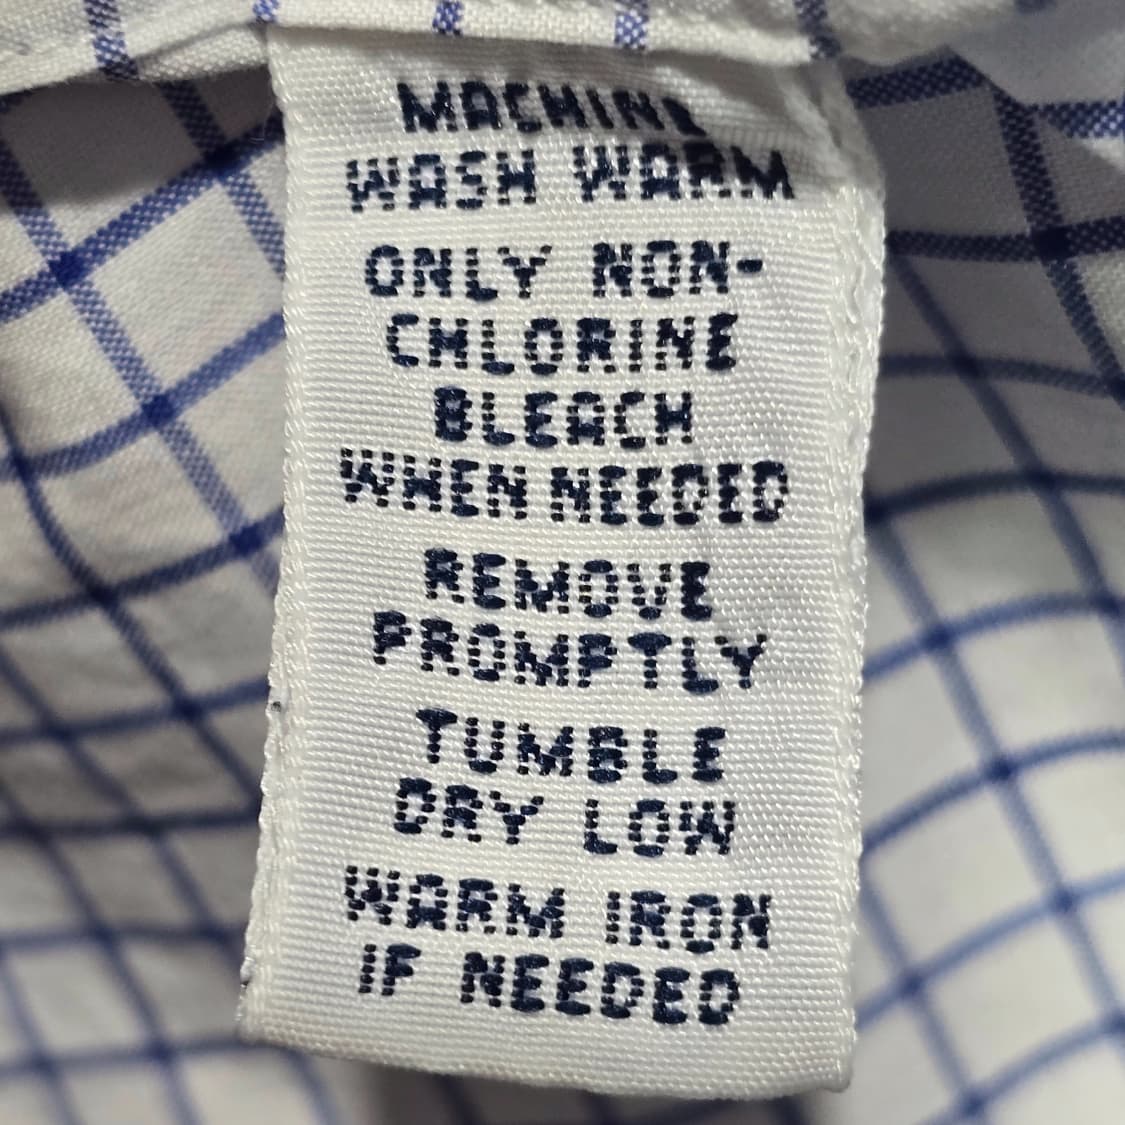 MACHINE
WASH WARM
ONLY NON-
CHLORINE
BLEACH
WHEN NEEDED
REMOVE
PROMPTLY
TUMBLE
DRY LOW
WARM IRON
IF NEEDED